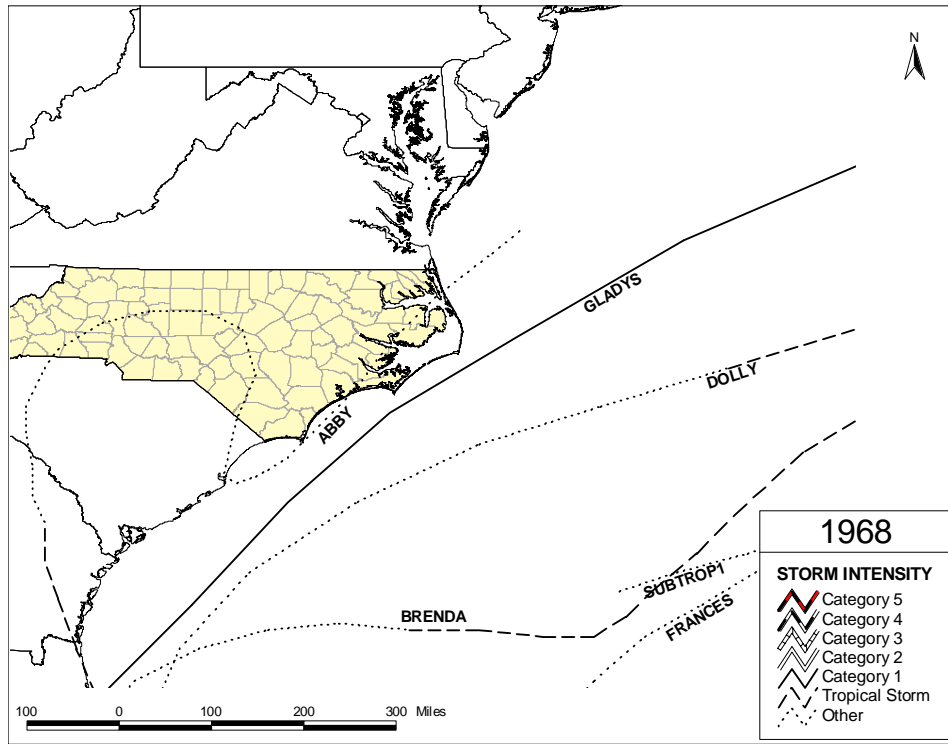 N
GLADYS
DOLLY
ABBY
1968
STORM INTENSITY
Category 5
Category 4
Category 3
Category 2
Category 1
Tropical Storm
Other
SUBTROP1
FRANCES
BRENDA
100 0 100 200 300 Miles